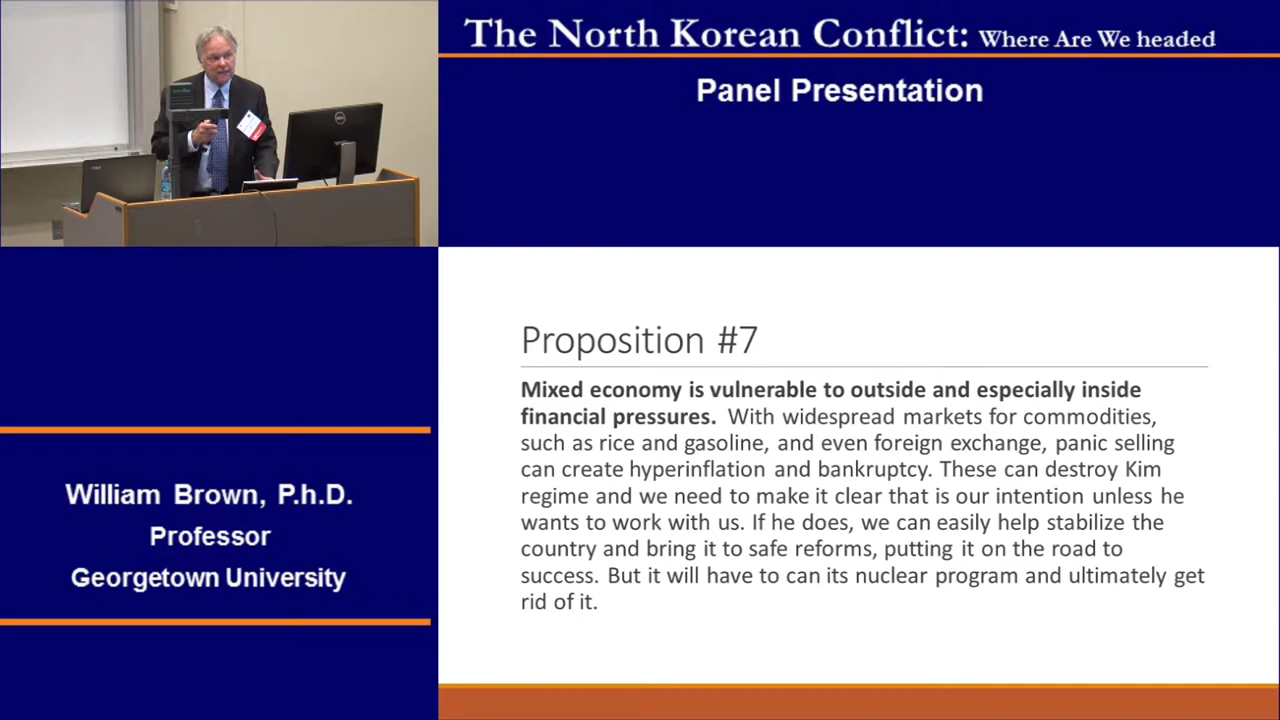 The North Korean Conflict: Where Are We headed
Panel Presentation
Proposition #7
Mixed economy is vulnerable to outside and especially inside
financial pressures. With widespread markets for commodities,
such as rice and gasoline, and even foreign exchange, panic selling
can create hyperinflation and bankruptcy. These can destroy Kim
regime and we need to make it clear that is our intention unless he
wants to work with us. If he does, we can easily help stabilize the
country and bring it to safe reforms, putting it on the road to
success. But it will have to can its nuclear program and ultimately get
rid of it.
William Brown, P.h.D.
Professor
Georgetown University